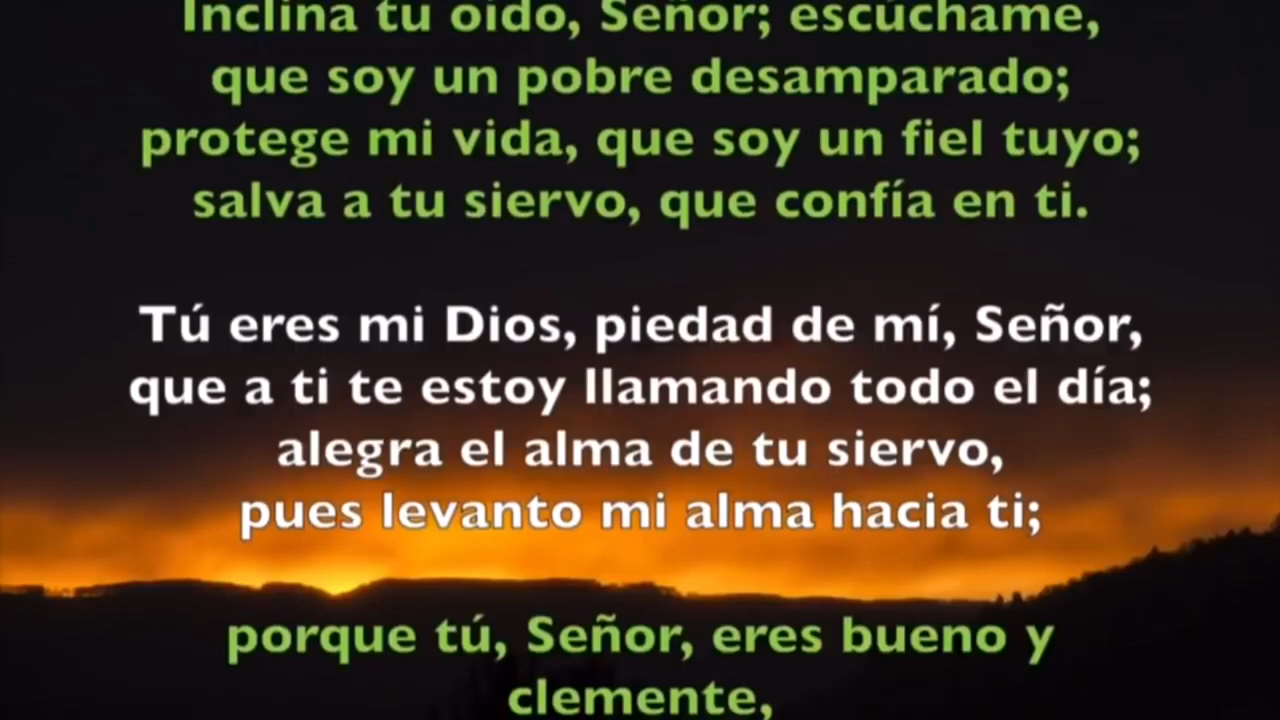 Inclina tu oído, Señor; escúchame,
que soy un pobre desamparado;
protege mi vida, que soy un fiel tuyo;
salva a tu siervo, que confía en ti.
Tú eres mi Dios, piedad de mí, Señor,
que a ti te estoy llamando todo el día;
alegra el alma de tu siervo,
pues levanto mi alma hacia ti;
porque tú, Señor, eres bueno y
clemente,